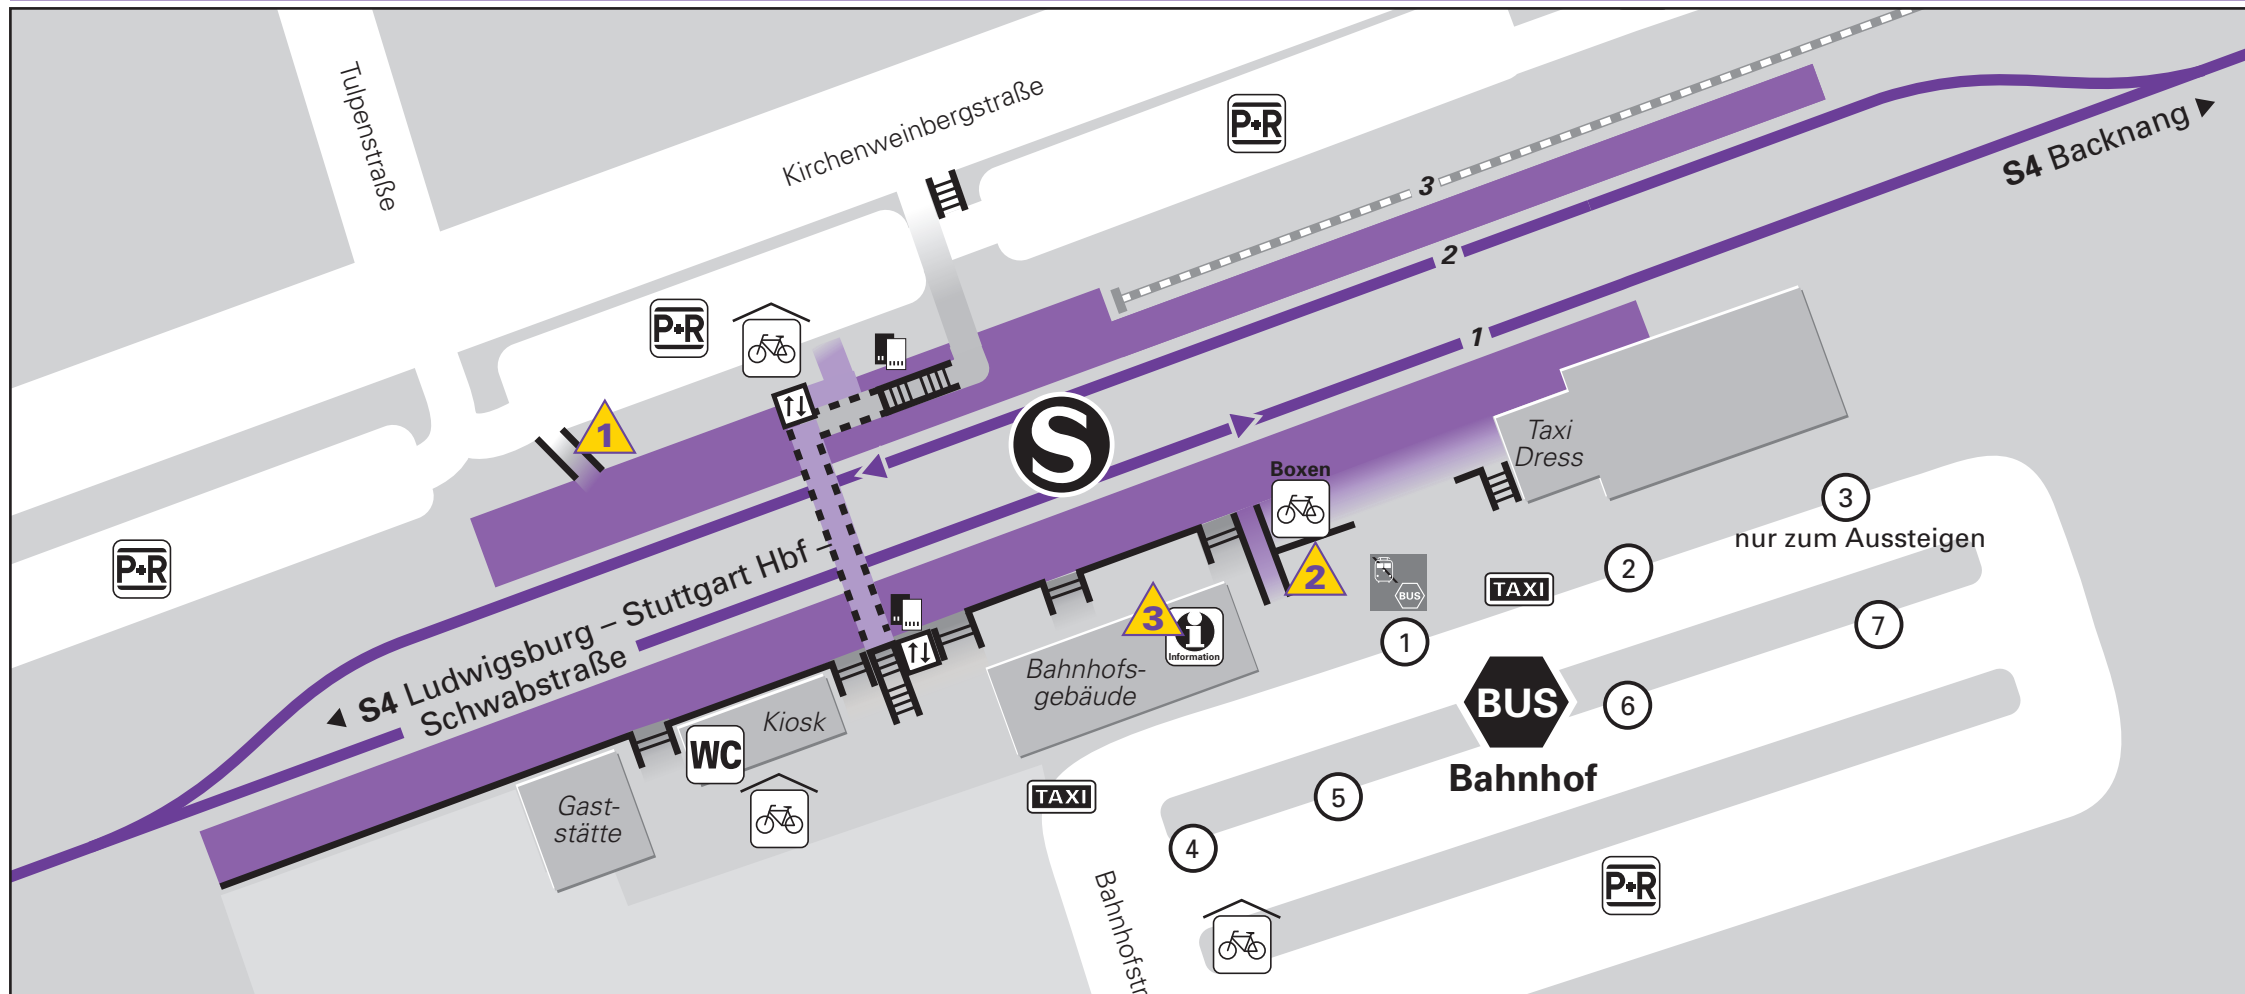 Tulpenstraße
Kirchenweinbergstraße
P+R
S4 Backnang
3
2
1
P+R
1
S
Taxi
Dress
Boxen
3
nur zum Aussteigen
2
P+R
S4 Ludwigsburg – Stuttgart Hbf –
Schwabstraße
2
BUS
TAXI
3
i
Information
1
7
Bahnhofs-
gebäude
BUS
Bahnhof
6
Kiosk
WC
TAXI
5
Gast-
stätte
4
P+R
Bahnhofstr